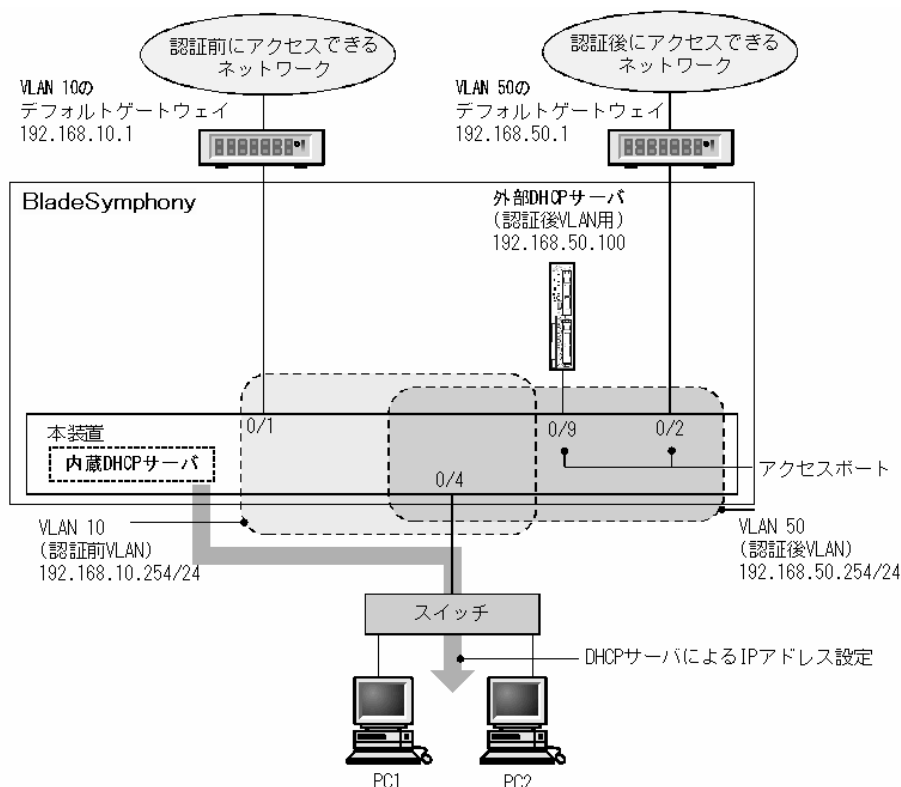 認証前にアクセスできる
ネットワーク
認証後にアクセスできる
ネットワーク
VLAN 10の
デフォルトゲートウェイ
192.168.10.1
VLAN 50の
デフォルトゲートウェイ
192.168.50.1
BladeSymphony
外部DHCPサーバ
(認証後VLAN用)
192.168.50.100
本装置
内蔵DHCPサーバ
0/1
0/9
0/2
0/4
アクセスポート
VLAN 10
(認証前VLAN)
192.168.10.254/24
VLAN 50
(認証後VLAN)
192.168.50.254/24
スイッチ
DHCPサーバによるIPアドレス設定
PC1
PC2